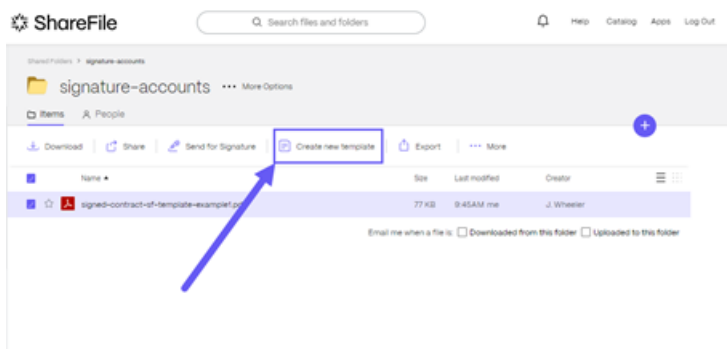 ShareFile
Search files and folders
Help Catalog Apps Log Out
Shared Folders > signature-accounts
signature-accounts ••• More Options
Items People
Download Share Send for Signature Create new template Export ••• More
Name Size Last modified Creator
signed-contract-sf-template-example1.pdf 77 KB 9:45AM me J. Wheeler
Email me when a file is: Downloaded from this folder Uploaded to this folder